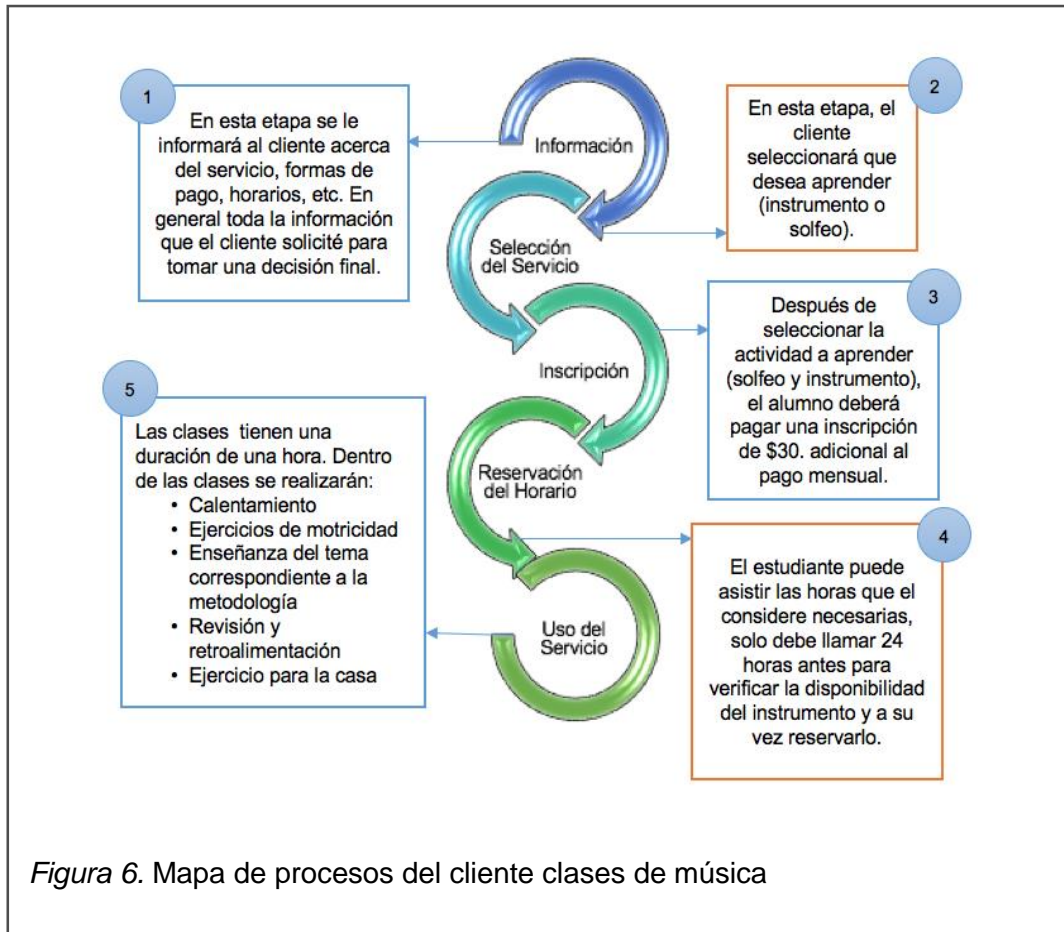 1
En esta etapa se le
informará al cliente acerca
del servicio, formas de
pago, horarios, etc. En
general toda la información
que el cliente solicité para
tomar una decisión final.
Información
2
En esta etapa, el
cliente
seleccionará que
desea aprender
(instrumento o
solfeo).
Selección
del Servicio
3
Después de
seleccionar la
actividad a aprender
(solfeo y instrumento),
el alumno deberá
pagar una inscripción
de $30. adicional al
pago mensual.
Inscripción
Reservación
del Horario
4
El estudiante puede
asistir las horas que el
considere necesarias,
solo debe llamar 24
horas antes para
verificar la disponibilidad
del instrumento y a su
vez reservarlo.
5
Las clases tienen una
duración de una hora. Dentro
de las clases se realizarán:
• Calentamiento
• Ejercicios de motricidad
• Enseñanza del tema
correspondiente a la
metodología
• Revisión y
retroalimentación
• Ejercicio para la casa
Uso del
Servicio
Figura 6. Mapa de procesos del cliente clases de música